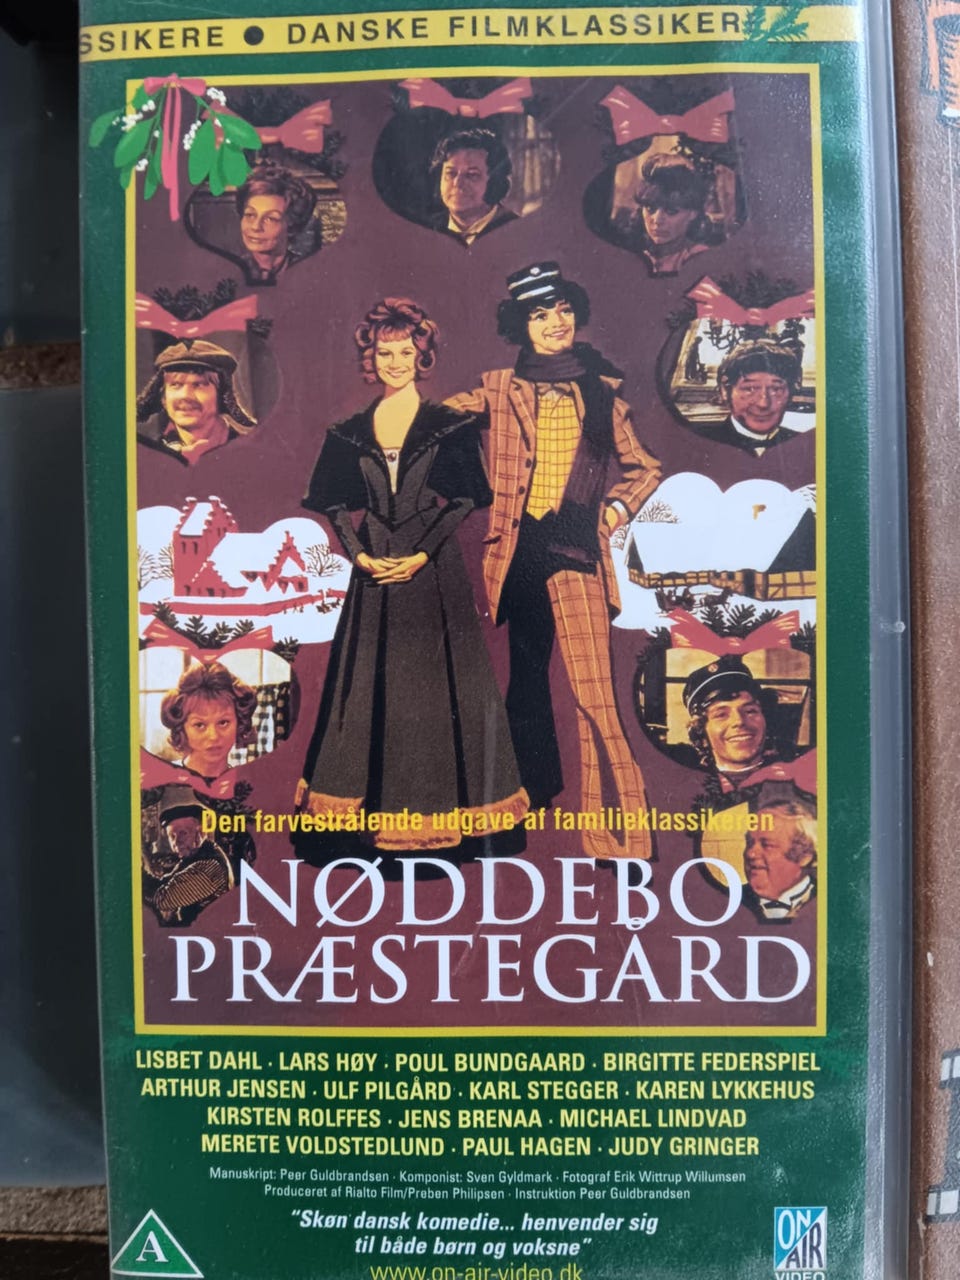 SSIKERE ● DANSKE FILMKLASSIKER
Den farvestrålende udgave af familieklassikeren
NØDDEBO
PRÆSTEGÅRD
LISBET DAHL · LARS HØY · POUL BUNDGAARD · BIRGITTE FEDERSPIEL
ARTHUR JENSEN · ULF PILGÅRD · KARL STEGGER · KAREN LYKKEHUS
KIRSTEN ROLFFES · JENS BRENAA · MICHAEL LINDVAD
MERETE VOLDSTEDLUND · PAUL HAGEN · JUDY GRINGER
Manuskript: Peer Guldbrandsen · Komponist: Sven Gyldmark · Fotograf Erik Wittrup Willumsen
Produceret af Rialto Film/Preben Philipsen · Instruktion Peer Guldbrandsen
"Skøn dansk komedie... henvender sig
til både børn og voksne"
www.on-air-video.dk
A
ON
AIR
VIDEO